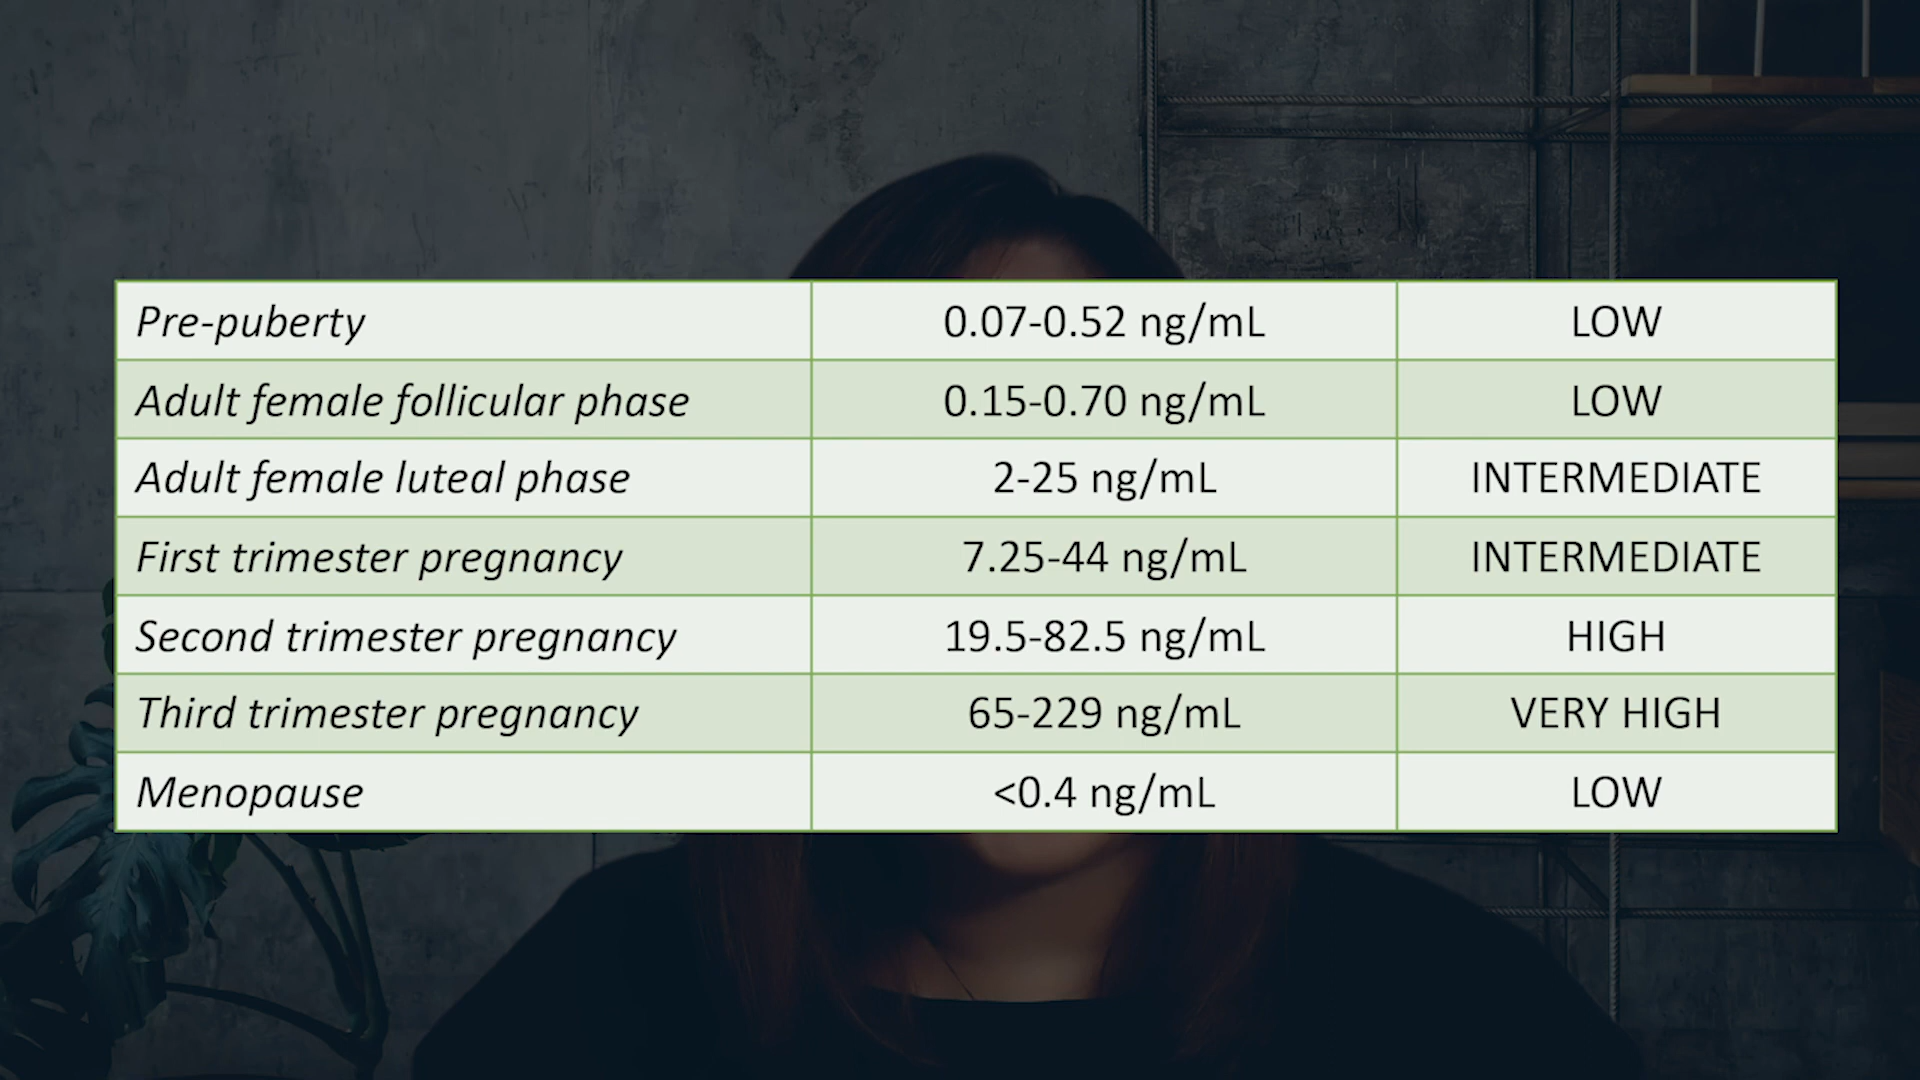 Pre-puberty 0.07-0.52 ng/mL LOW
Adult female follicular phase 0.15-0.70 ng/mL LOW
Adult female luteal phase 2-25 ng/mL INTERMEDIATE
First trimester pregnancy 7.25-44 ng/mL INTERMEDIATE
Second trimester pregnancy 19.5-82.5 ng/mL HIGH
Third trimester pregnancy 65-229 ng/mL VERY HIGH
Menopause <0.4 ng/mL LOW